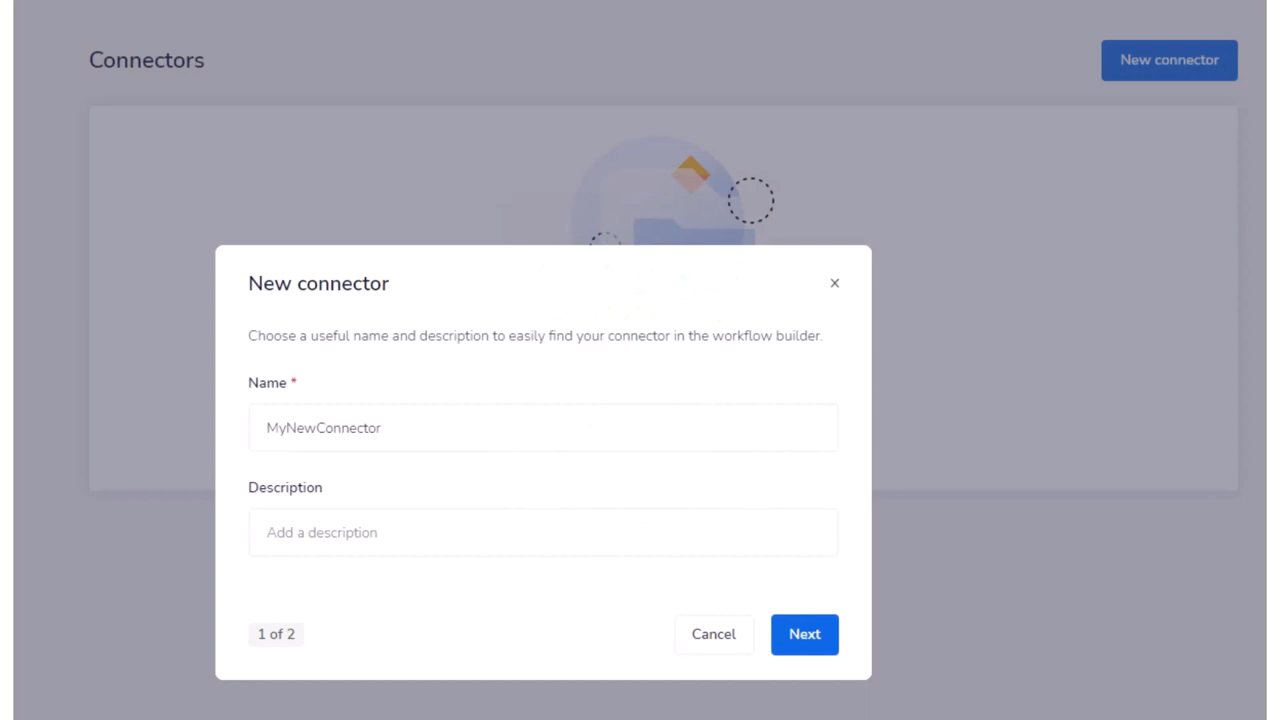 Connectors
New connector
New connector
×
Choose a useful name and description to easily find your connector in the workflow builder.
Name *
MyNewConnector
Description
Add a description
1 of 2
Cancel
Next